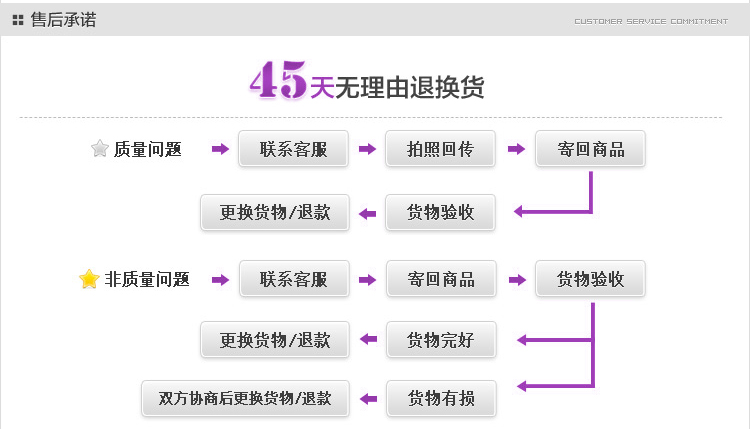 售后承诺 CUSTOMER SERVICE COMMITMENT
45天无理由退换货
质量问题 联系客服 拍照回传 寄回商品
更换货物/退款 货物验收
非质量问题 联系客服 寄回商品 货物验收
更换货物/退款 货物完好
双方协商后更换货物/退款 货物有损